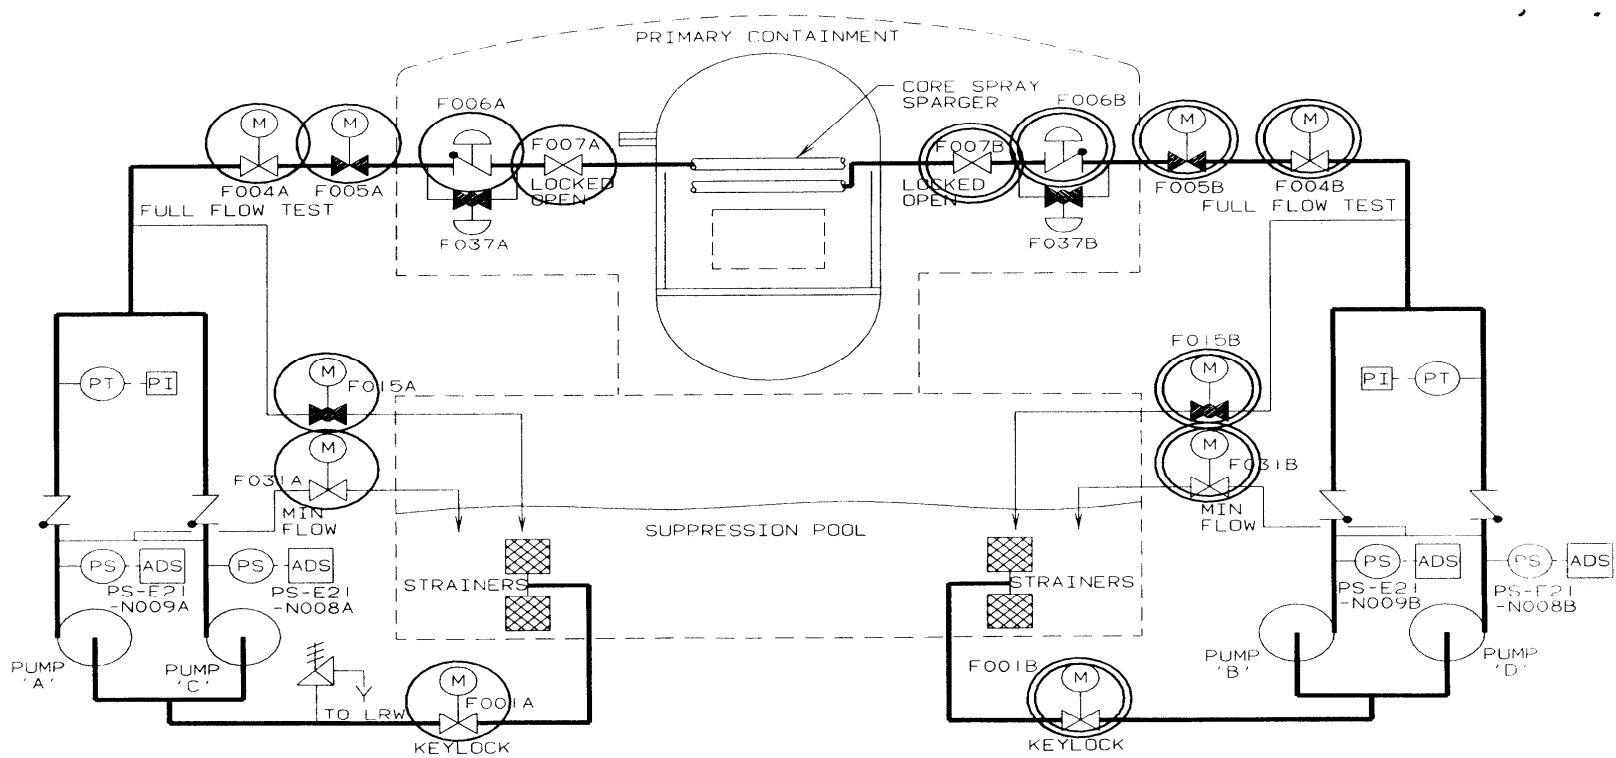 PRIMARY CONTAINMENT
CORE SPRAY
SPARGER
F006A
F006B
M
M
M
M
F007A
F007B
F004A
F005A
LOCKED
OPEN
LOCKED
OPEN
F005B
F004B
FULL FLOW TEST
FULL FLOW TEST
F037A
F037B
F015A
F015B
M
M
PT
PI
PI
PT
M
M
F031A
F031B
MIN
FLOW
MIN
FLOW
SUPPRESSION POOL
PS
ADS
PS
ADS
PS
ADS
PS
ADS
STRAINERS
STRAINERS
PS-E21
-N009A
PS-E21
-N008A
PS-E21
-N009B
PS-E21
-N008B
PUMP
'A'
PUMP
'C'
PUMP
'B'
PUMP
'D'
M
M
F001A
F001B
TO LRW
KEYLOCK
KEYLOCK